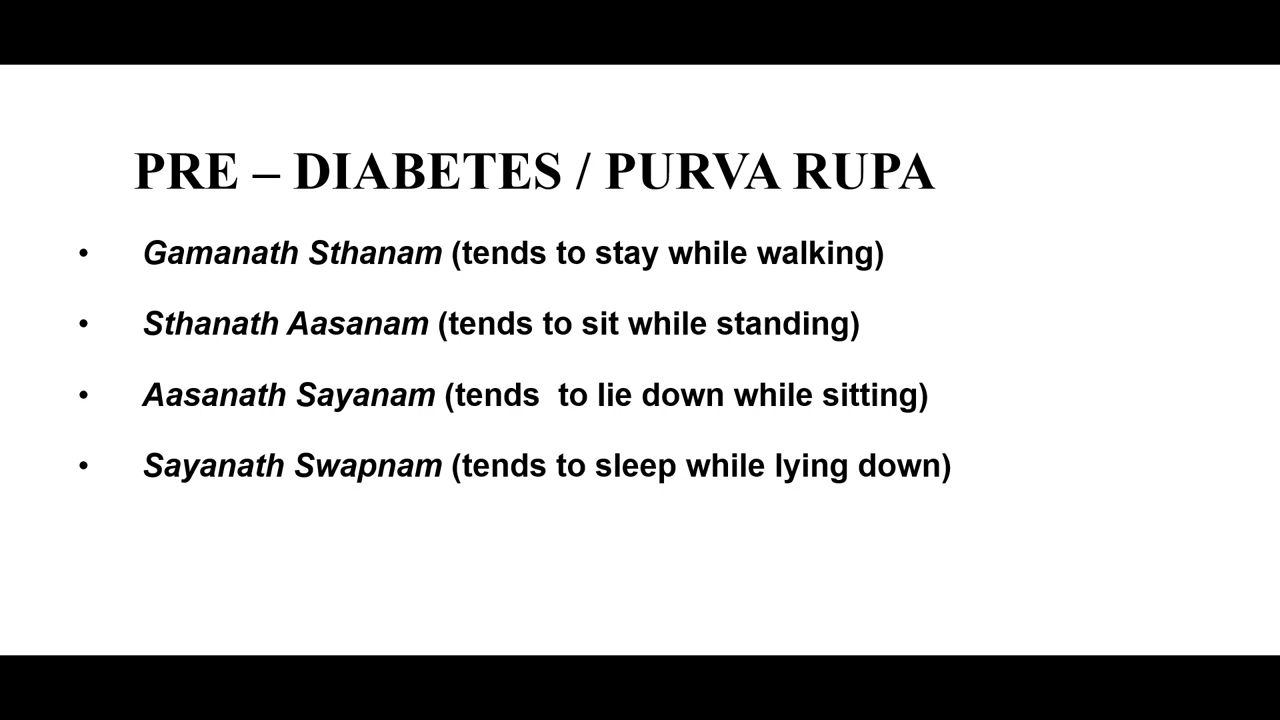 PRE – DIABETES / PURVA RUPA
• Gamanath Sthanam (tends to stay while walking)
• Sthanath Aasanam (tends to sit while standing)
• Aasanath Sayanam (tends  to lie down while sitting)
• Sayanath Swapnam (tends to sleep while lying down)